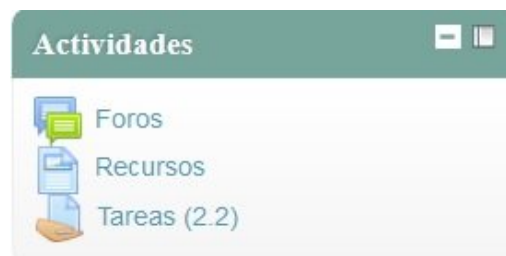 Actividades
Foros
Recursos
Tareas (2.2)